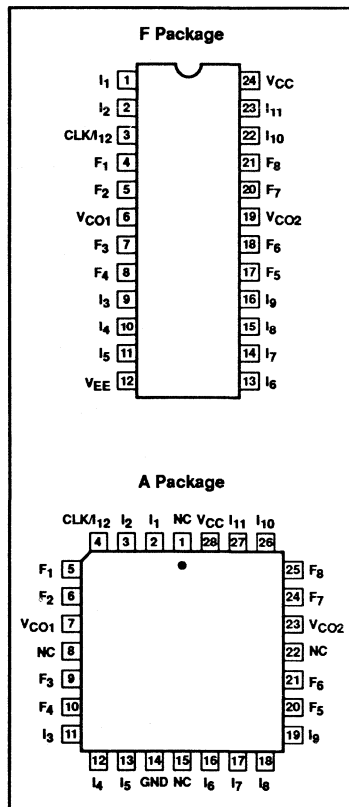 F Package
I1 1 24 VCC
I2 2 23 I11
CLK/I12 3 22 I10
F1 4 21 F8
F2 5 20 F7
VCO1 6 19 VCO2
F3 7 18 F6
F4 8 17 F5
I3 9 16 I9
I4 10 15 I8
I5 11 14 I7
VEE 12 13 I6
A Package
CLK/I12 I2 I1 NC VCC I11 I10
4 3 2 1 28 27 26
F1 5 25 F8
F2 6 24 F7
VCO1 7 23 VCO2
NC 8 22 NC
F3 9 21 F6
F4 10 20 F5
I3 11 19 I9
12 13 14 15 16 17 18
I4 I5 GND NC I6 I7 I8